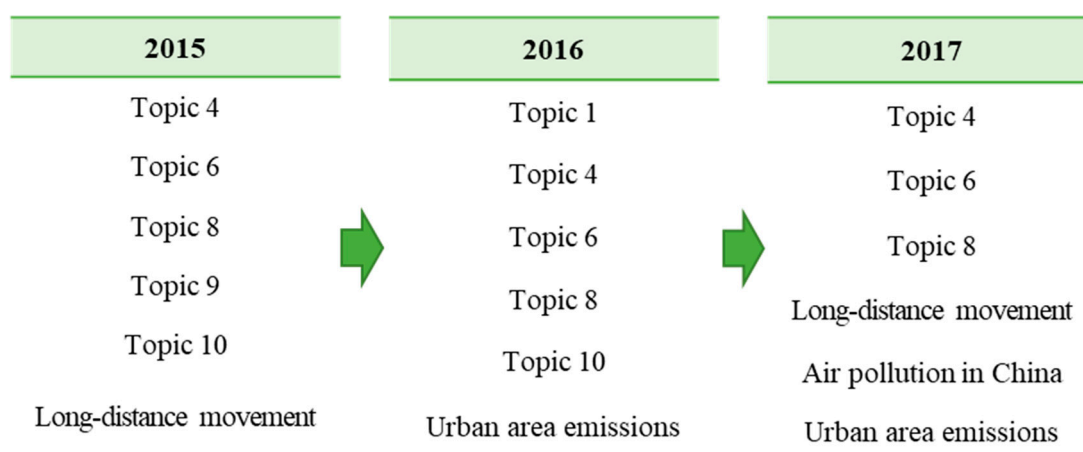 2015
Topic 4
Topic 6
Topic 8
Topic 9
Topic 10
Long-distance movement
2016
Topic 1
Topic 4
Topic 6
Topic 8
Topic 10
Urban area emissions
2017
Topic 4
Topic 6
Topic 8
Long-distance movement
Air pollution in China
Urban area emissions